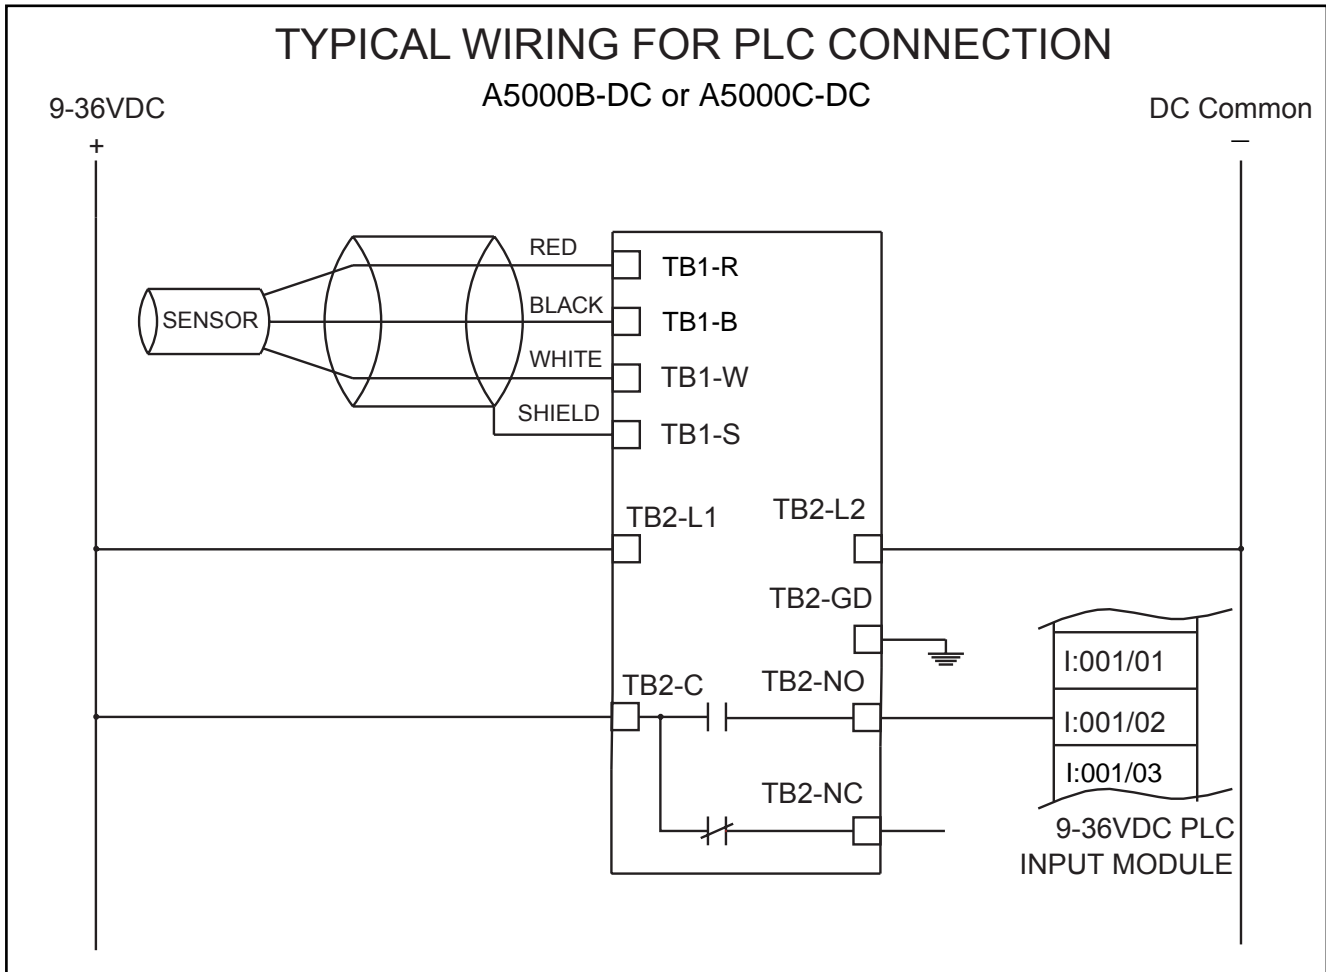 TYPICAL WIRING FOR PLC CONNECTION
A5000B-DC or A5000C-DC
9-36VDC
+
DC Common
−
RED
TB1-R
SENSOR
BLACK
TB1-B
WHITE
TB1-W
SHIELD
TB1-S
TB2-L1
TB2-L2
TB2-GD
TB2-C
TB2-NO
I:001/01
I:001/02
I:001/03
TB2-NC
9-36VDC PLC
INPUT MODULE